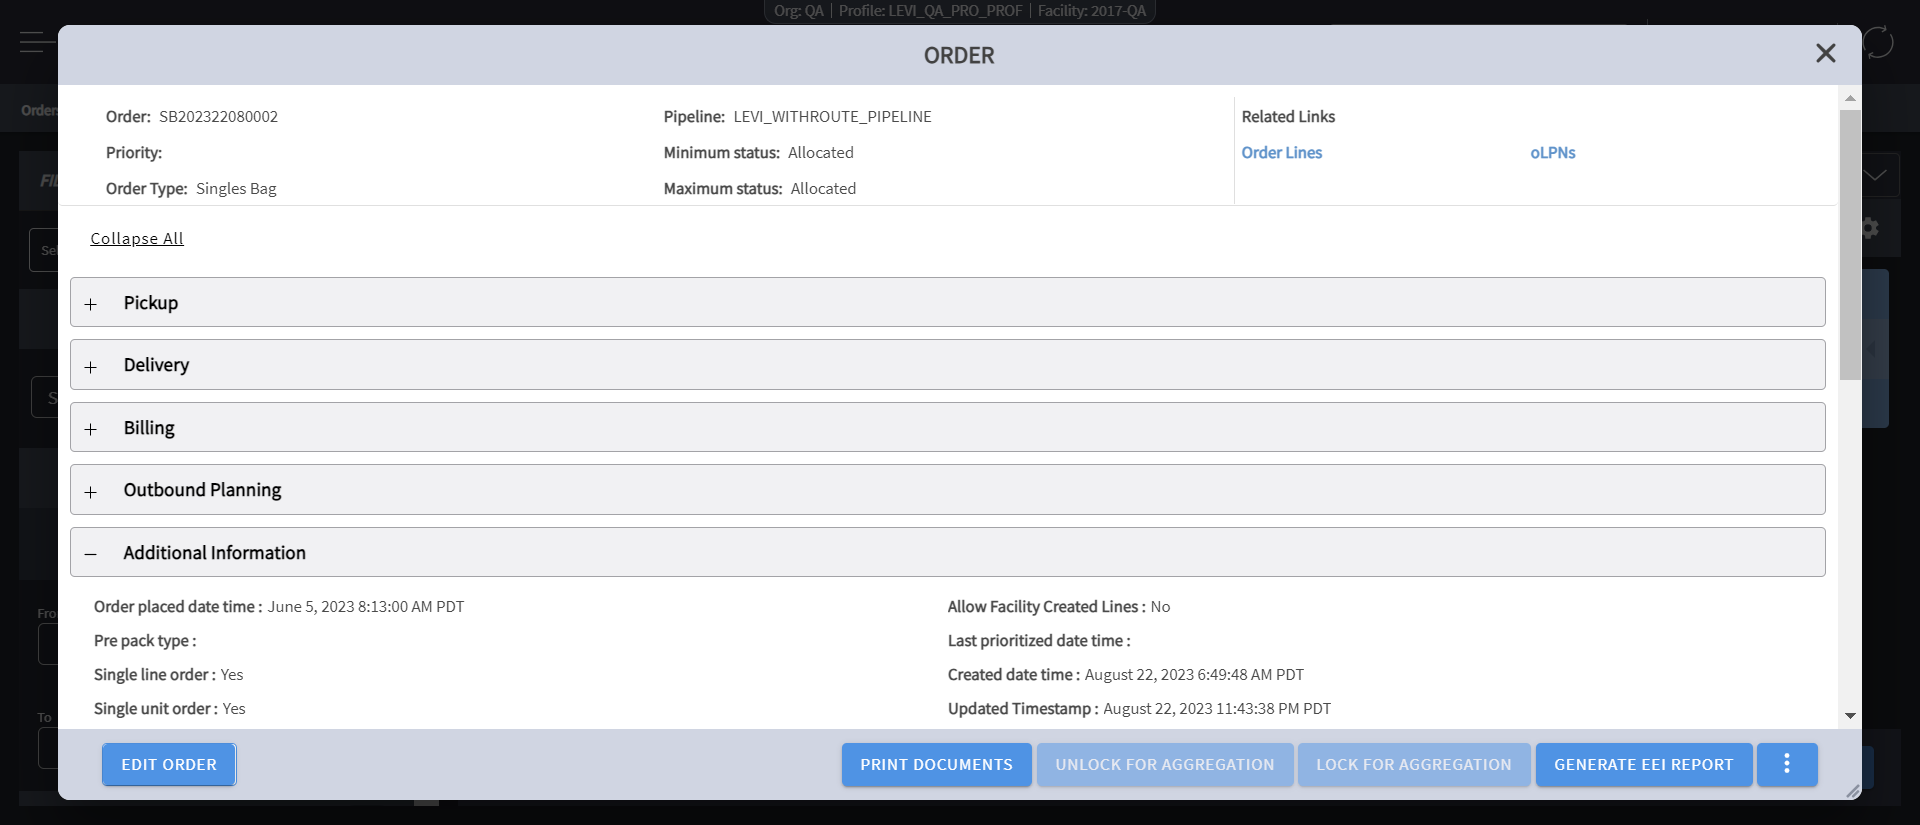 Org: QA | Profile: LEVI_QA_PRO_PROF | Facility: 2017-QA
ORDER
Order: SB202322080002
Priority:
Order Type: Singles Bag
Pipeline: LEVI_WITHROUTE_PIPELINE
Minimum status: Allocated
Maximum status: Allocated
Related Links
Order Lines oLPNs
Collapse All
+ Pickup
+ Delivery
+ Billing
+ Outbound Planning
– Additional Information
Order placed date time : June 5, 2023 8:13:00 AM PDT
Pre pack type :
Single line order : Yes
Single unit order : Yes
Allow Facility Created Lines : No
Last prioritized date time :
Created date time : August 22, 2023 6:49:48 AM PDT
Updated Timestamp : August 22, 2023 11:43:38 PM PDT
To
EDIT ORDER PRINT DOCUMENTS UNLOCK FOR AGGREGATION LOCK FOR AGGREGATION GENERATE EEI REPORT